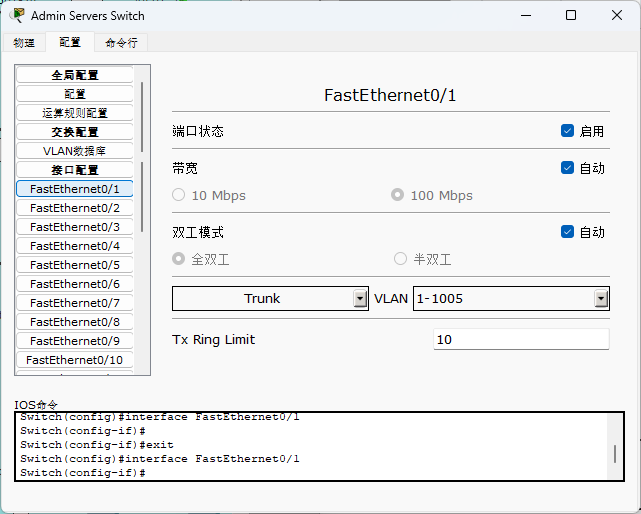 Admin Servers Switch
物理 配置 命令行
全局配置
配置
运算规则配置
交换配置
VLAN数据库
接口配置
FastEthernet0/1
FastEthernet0/2
FastEthernet0/3
FastEthernet0/4
FastEthernet0/5
FastEthernet0/6
FastEthernet0/7
FastEthernet0/8
FastEthernet0/9
FastEthernet0/10
FastEthernet0/1
端口状态 启用
带宽 自动
10 Mbps 100 Mbps
双工模式 自动
全双工 半双工
Trunk VLAN 1-1005
Tx Ring Limit 10
IOS命令
Switch(config)#interface FastEthernet0/1
Switch(config-if)#
Switch(config-if)#exit
Switch(config)#interface FastEthernet0/1
Switch(config-if)#